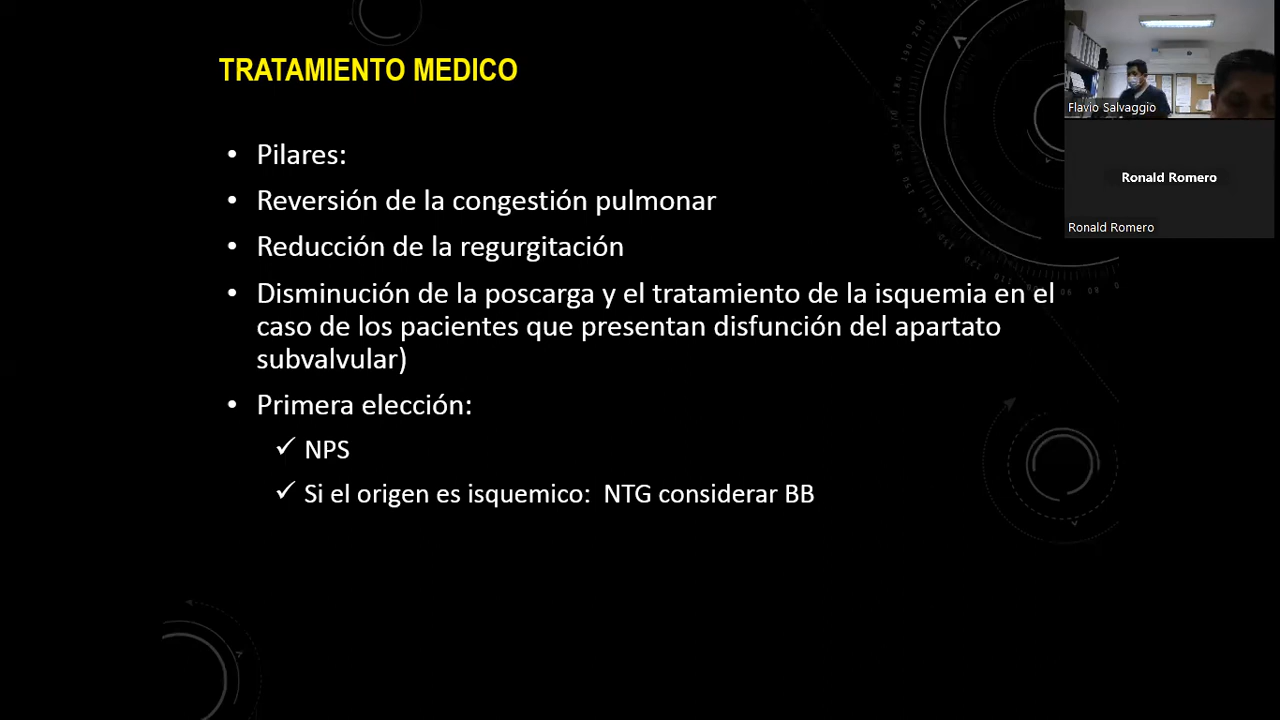 TRATAMIENTO MEDICO
• Pilares:
• Reversión de la congestión pulmonar
• Reducción de la regurgitación
• Disminución de la poscarga y el tratamiento de la isquemia en el
caso de los pacientes que presentan disfunción del apartato
subvalvular)
• Primera elección:
✓ NPS
✓ Si el origen es isquemico: NTG considerar BB
Flavio Salvaggio
Ronald Romero
Ronald Romero